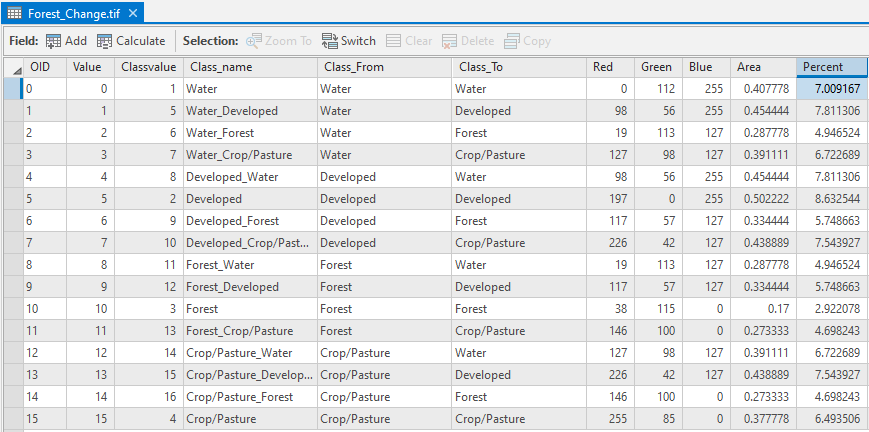 Forest_Change.tif
Field: Add Calculate Selection: Zoom To Switch Clear Delete Copy
OID Value Classvalue Class_name Class_From Class_To Red Green Blue Area Percent
0 0 1 Water Water Water 0 112 255 0.407778 7.009167
1 1 5 Water_Developed Water Developed 98 56 255 0.454444 7.811306
2 2 6 Water_Forest Water Forest 19 113 127 0.287778 4.946524
3 3 7 Water_Crop/Pasture Water Crop/Pasture 127 98 127 0.391111 6.722689
4 4 8 Developed_Water Developed Water 98 56 255 0.454444 7.811306
5 5 2 Developed Developed Developed 197 0 255 0.502222 8.632544
6 6 9 Developed_Forest Developed Forest 117 57 127 0.334444 5.748663
7 7 10 Developed_Crop/Past... Developed Crop/Pasture 226 42 127 0.438889 7.543927
8 8 11 Forest_Water Forest Water 19 113 127 0.287778 4.946524
9 9 12 Forest_Developed Forest Developed 117 57 127 0.334444 5.748663
10 10 3 Forest Forest Forest 38 115 0 0.17 2.922078
11 11 13 Forest_Crop/Pasture Forest Crop/Pasture 146 100 0 0.273333 4.698243
12 12 14 Crop/Pasture_Water Crop/Pasture Water 127 98 127 0.391111 6.722689
13 13 15 Crop/Pasture_Develop... Crop/Pasture Developed 226 42 127 0.438889 7.543927
14 14 16 Crop/Pasture_Forest Crop/Pasture Forest 146 100 0 0.273333 4.698243
15 15 4 Crop/Pasture Crop/Pasture Crop/Pasture 255 85 0 0.377778 6.493506